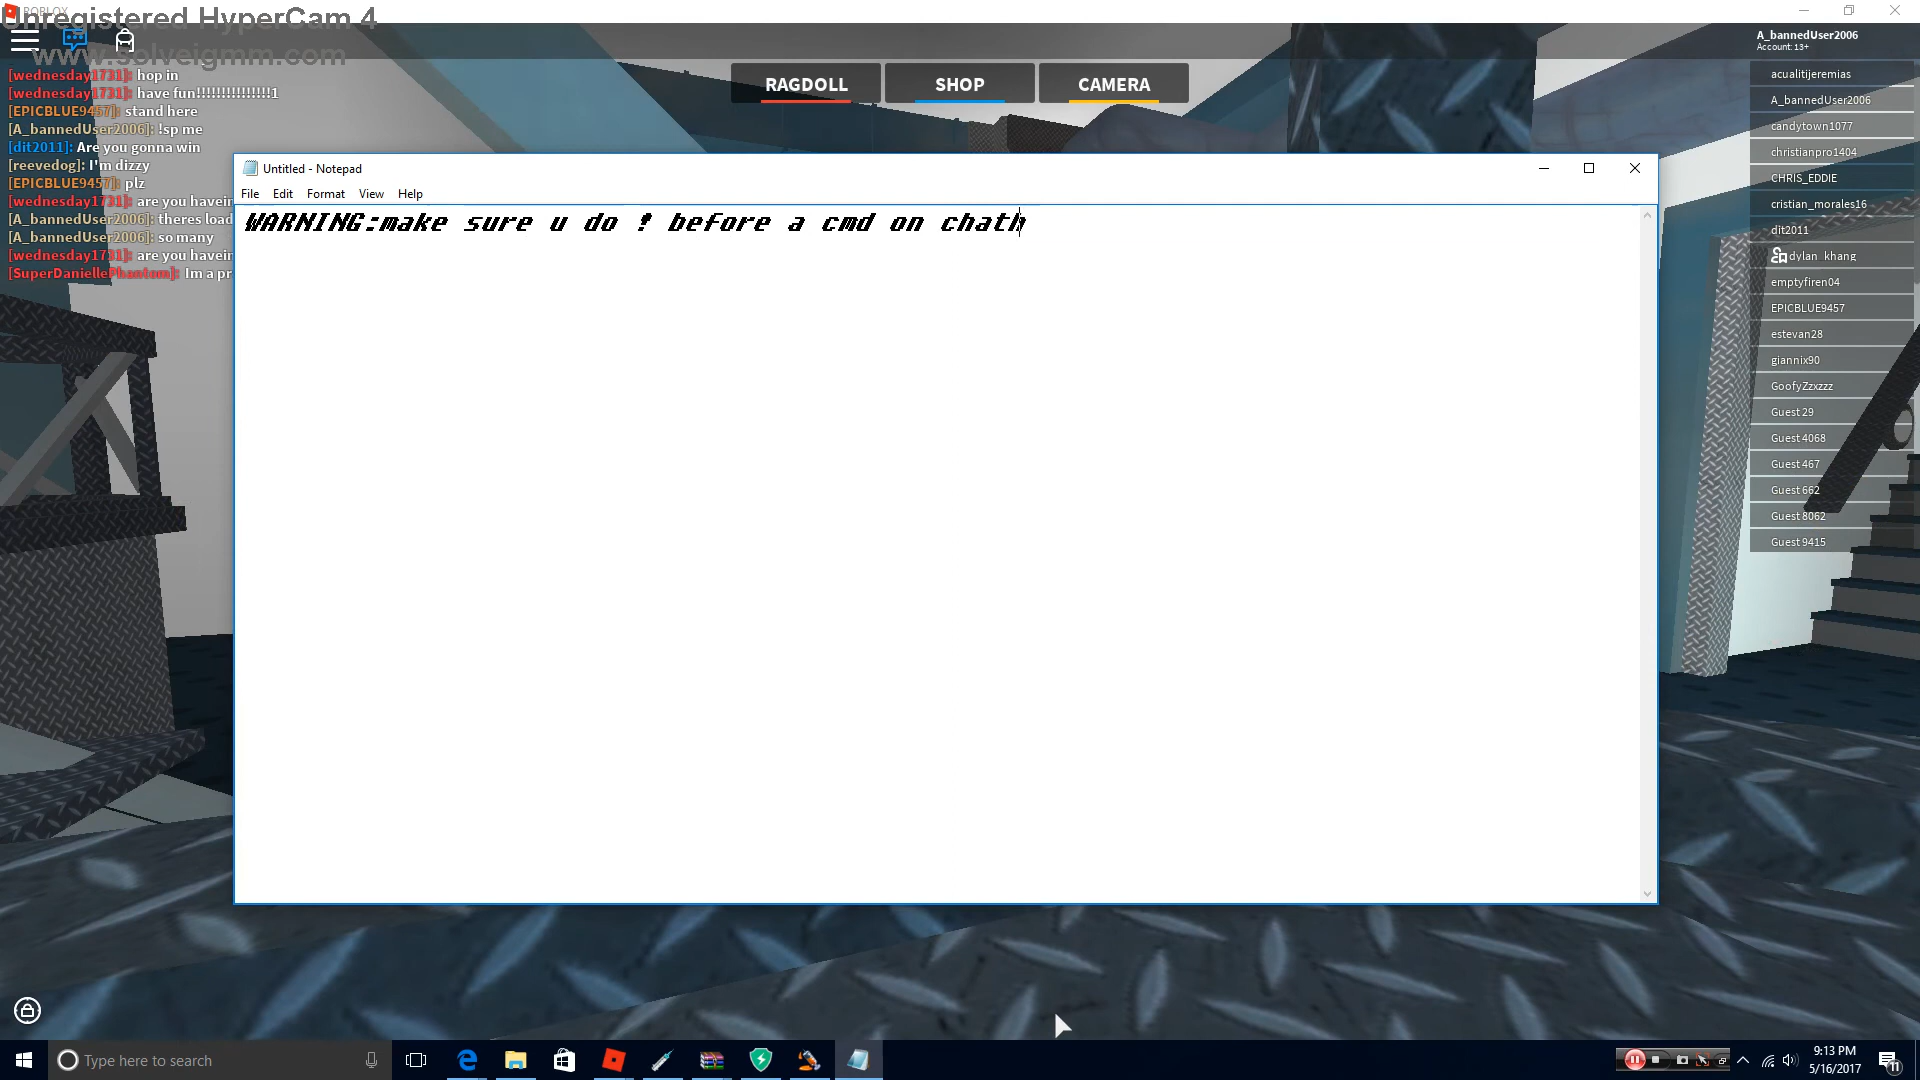 ROBLOX
Unregistered HyperCam 4
www.solveigmm.com
A_bannedUser2006
Account: 13+
RAGDOLL
SHOP
CAMERA
[wednesday1731]: hop in
[wednesday1731]: have fun!!!!!!!!!!!!!!!1
[EPICBLUE9457]: stand here
[A_bannedUser2006]: !sp me
[dit2011]: Are you gonna win
[reevedog]: I'm dizzy
[EPICBLUE9457]: plz
[wednesday1731]: are you havein
[A_bannedUser2006]: theres load
[A_bannedUser2006]: so many
[wednesday1731]: are you havein
[SuperDaniellePhantom]: Im a pr
Untitled - Notepad
File Edit Format View Help
WARNING:make sure u do ! before a cmd on chath
acualitijeremias
A_bannedUser2006
candytown1077
christianpro1404
CHRIS_EDDIE
cristian_morales16
dit2011
dylan_khang
emptyfiren04
EPICBLUE9457
estevan28
giannix90
GoofyZzxzzz
Guest 29
Guest 4068
Guest 467
Guest 662
Guest 8062
Guest 9415
Type here to search
9:13 PM
5/16/2017
11